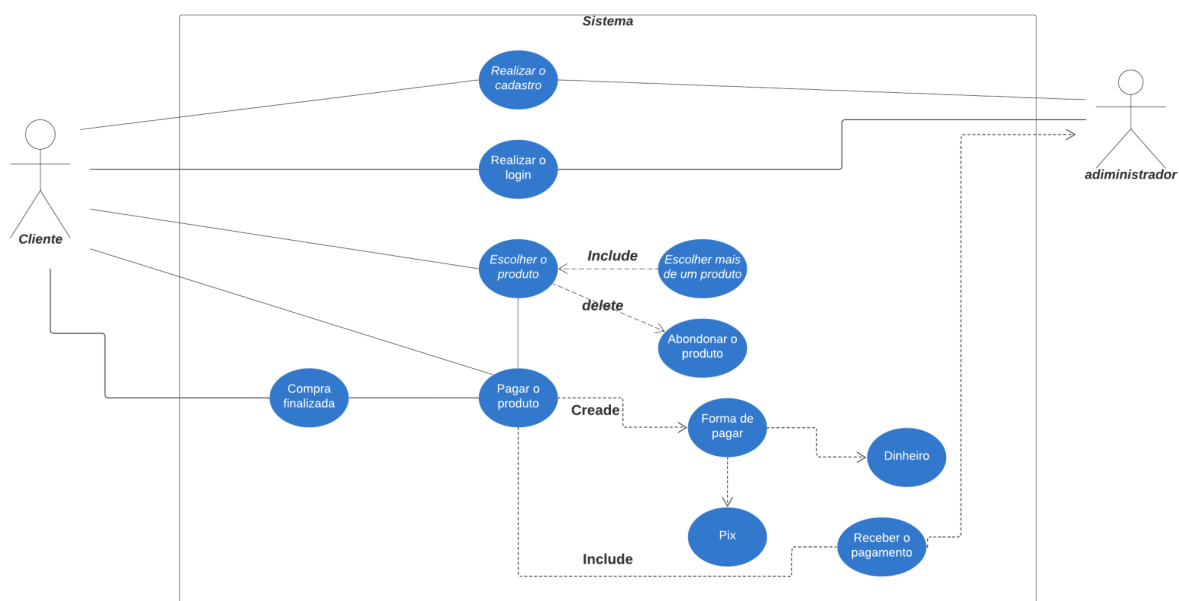 Sistema
Realizar o
cadastro
Realizar o
login
adiministrador
Cliente
Escolher o
produto
Include
Escolher mais
de um produto
delete
Abondonar o
produto
Compra
finalizada
Pagar o
produto
Creade
Forma de
pagar
Dinheiro
Pix
Receber o
pagamento
Include